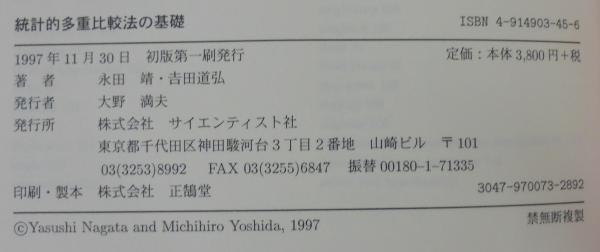 統計的多重比較法の基礎 ISBN 4-914903-45-6
1997年11月30日 初版第一刷発行 定価：本体3,800円+税
著 者 永田 靖・吉田道弘
発行者 大野 満夫
発行所 株式会社 サイエンティスト社
東京都千代田区神田駿河台3丁目2番地 山崎ビル 〒101
03(3253)8992 FAX 03(3255)6847 振替 00180-1-71335
印刷・製本 株式会社 正鵠堂 3047-970073-2892
©Yasushi Nagata and Michihiro Yoshida, 1997 禁無断複製